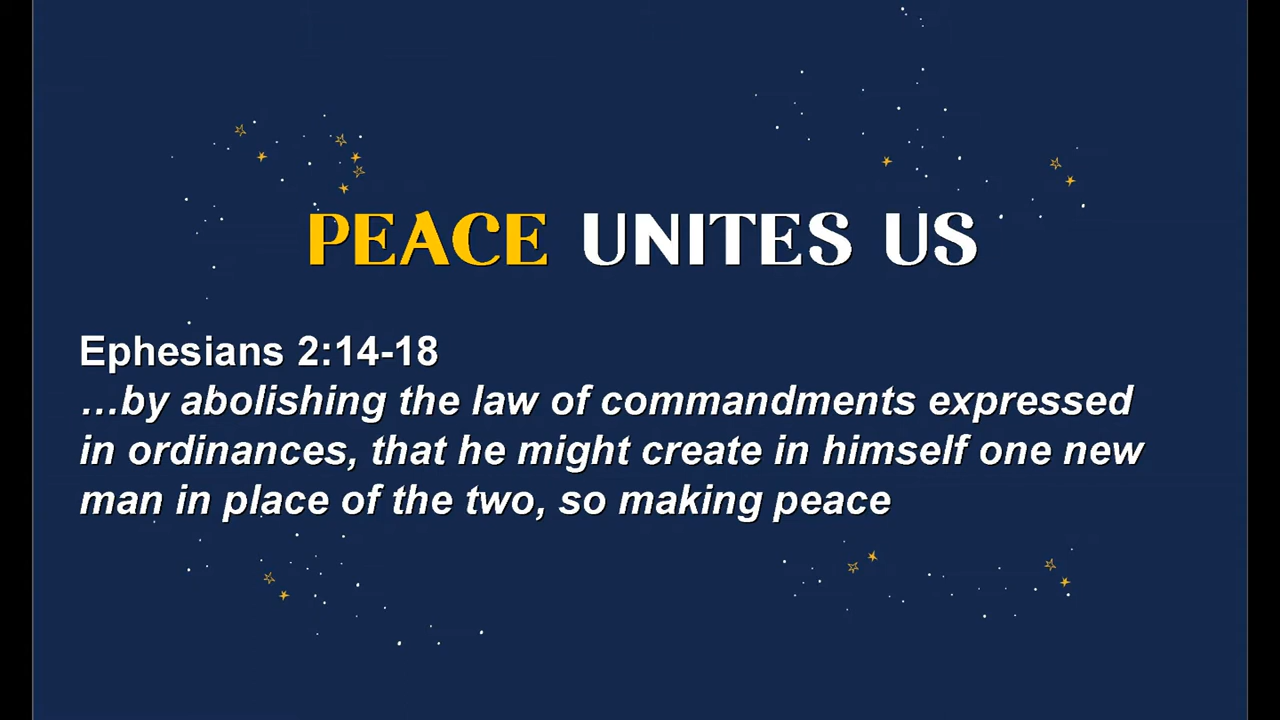 PEACE UNITES US
Ephesians 2:14-18
…by abolishing the law of commandments expressed
in ordinances, that he might create in himself one new
man in place of the two, so making peace